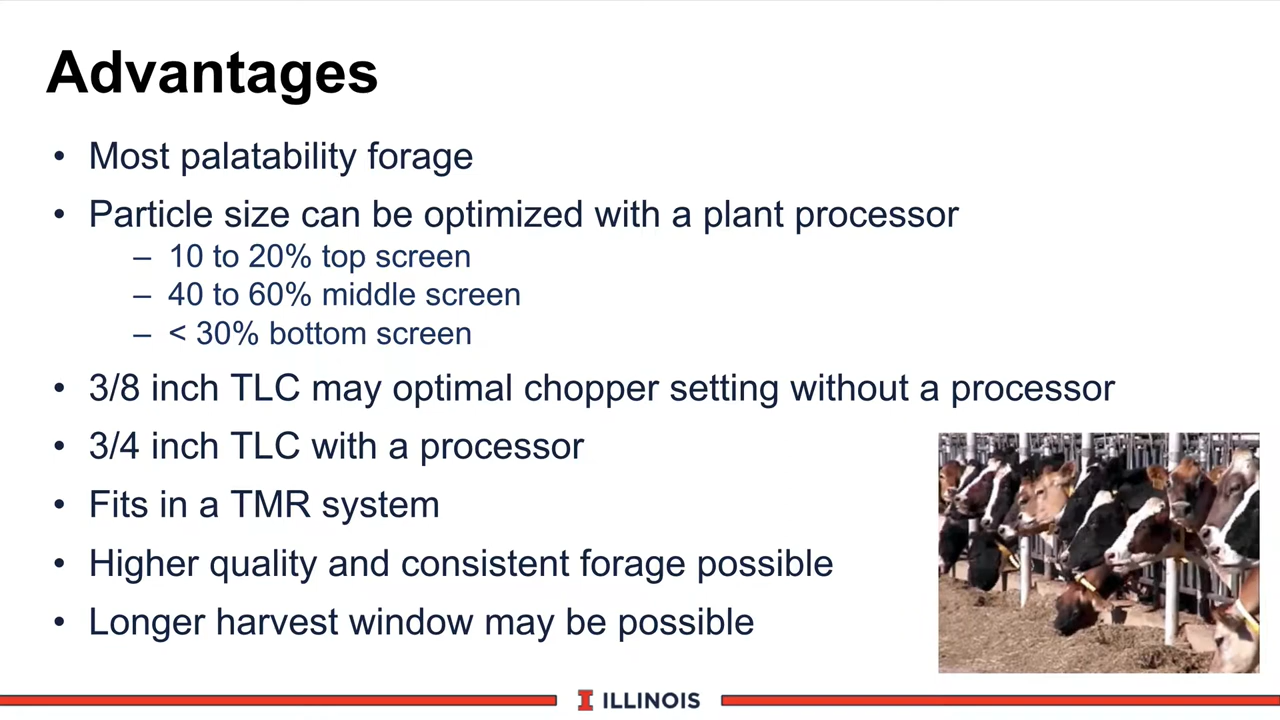 Advantages
• Most palatability forage
• Particle size can be optimized with a plant processor
– 10 to 20% top screen
– 40 to 60% middle screen
– < 30% bottom screen
• 3/8 inch TLC may optimal chopper setting without a processor
• 3/4 inch TLC with a processor
• Fits in a TMR system
• Higher quality and consistent forage possible
• Longer harvest window may be possible
I ILLINOIS